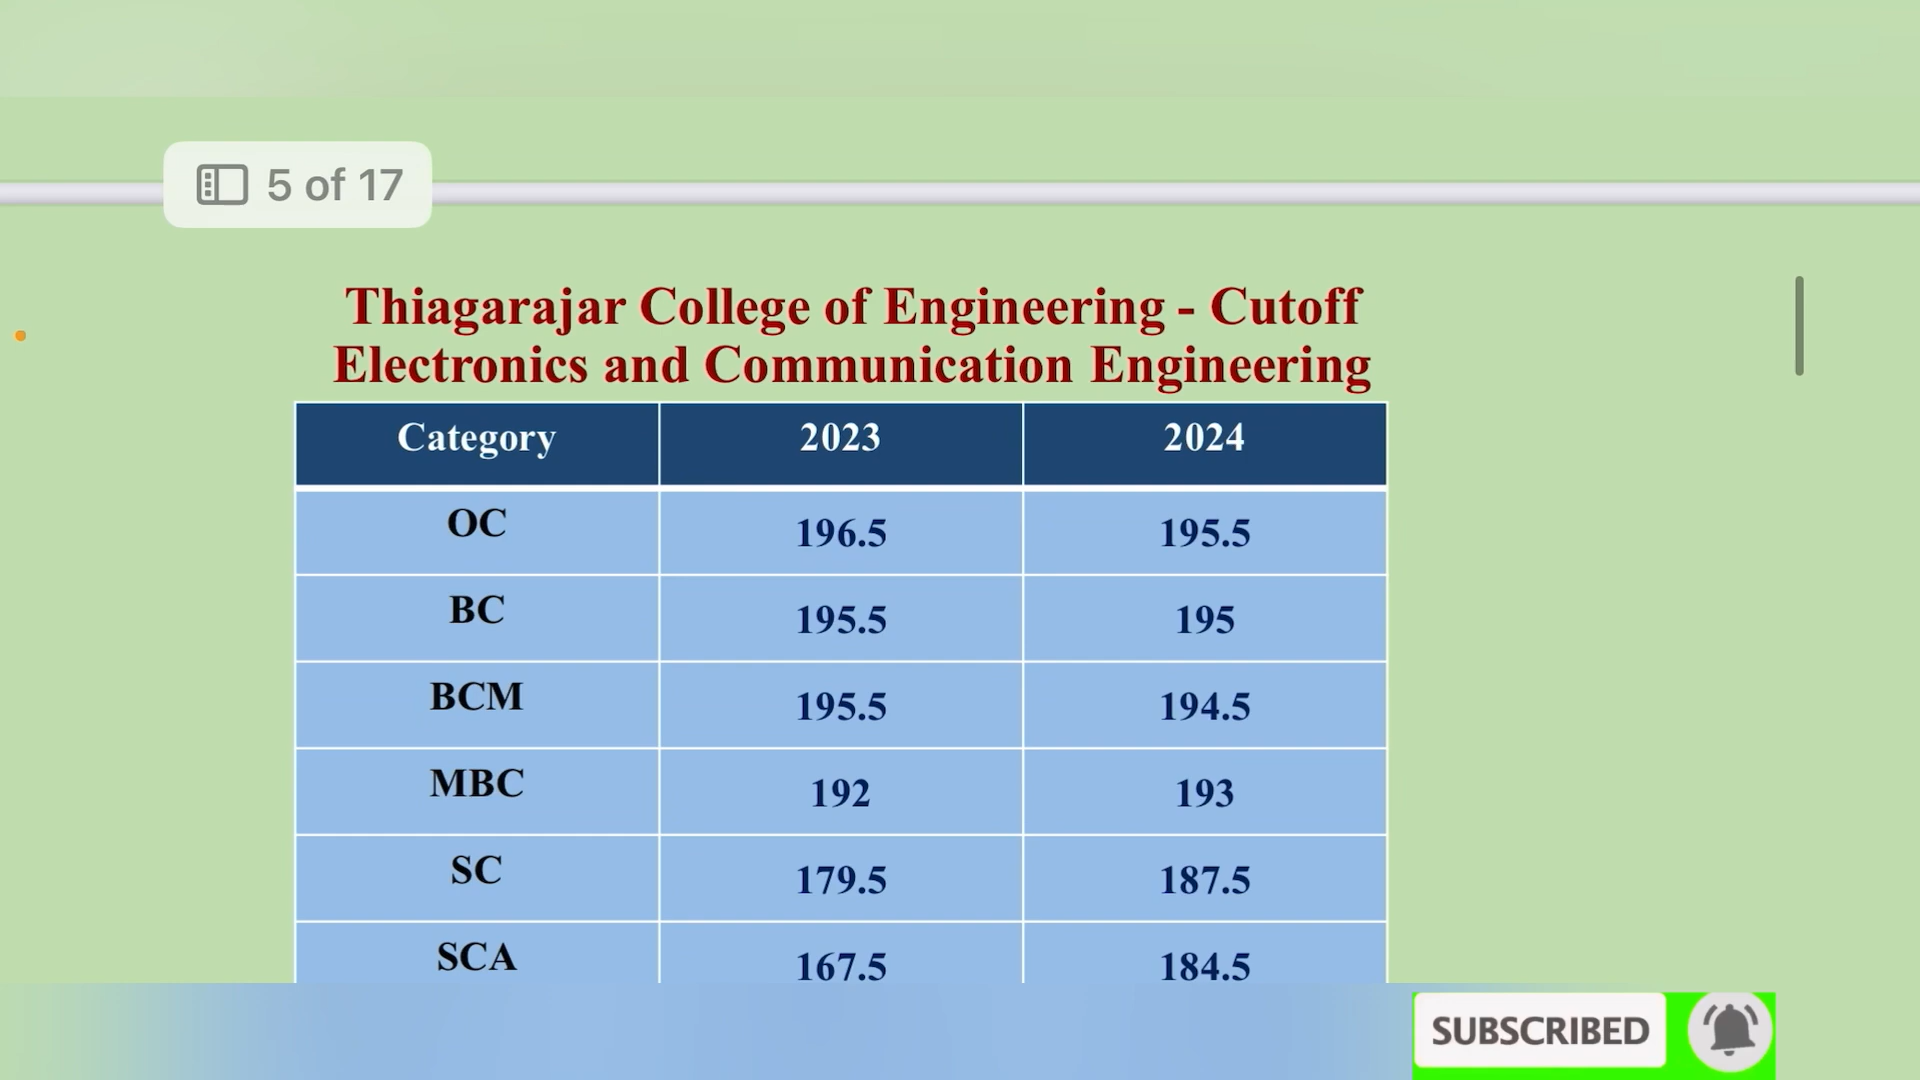 5 of 17
Thiagarajar College of Engineering - Cutoff
Electronics and Communication Engineering
Category 2023 2024
OC 196.5 195.5
BC 195.5 195
BCM 195.5 194.5
MBC 192 193
SC 179.5 187.5
SCA 167.5 184.5
SUBSCRIBED